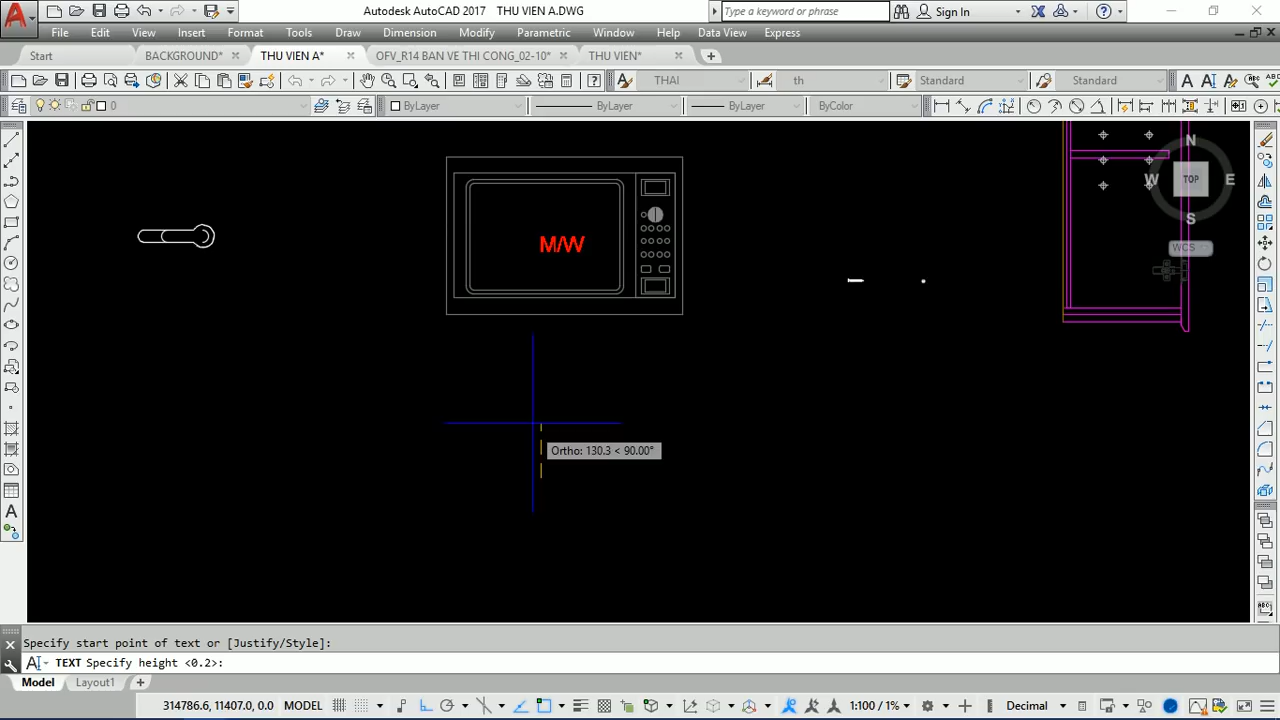 Autodesk AutoCAD 2017 THU VIEN A.DWG
Type a keyword or phrase
Sign In
File Edit View Insert Format Tools Draw Dimension Modify Parametric Window Help Data View Express
Start BACKGROUND* THU VIEN A* OFV_R14 BAN VE THI CONG_02-10* THU VIEN*
THAI th Standard Standard
0 ByLayer ByLayer ByLayer ByColor
N
W TOP E
S
WCS
M/W
Ortho: 130.3 < 90.00°
Specify start point of text or [Justify/Style]:
TEXT Specify height <0.2>:
Model Layout1
314786.6, 11407.0, 0.0 MODEL 1:100 / 1% Decimal